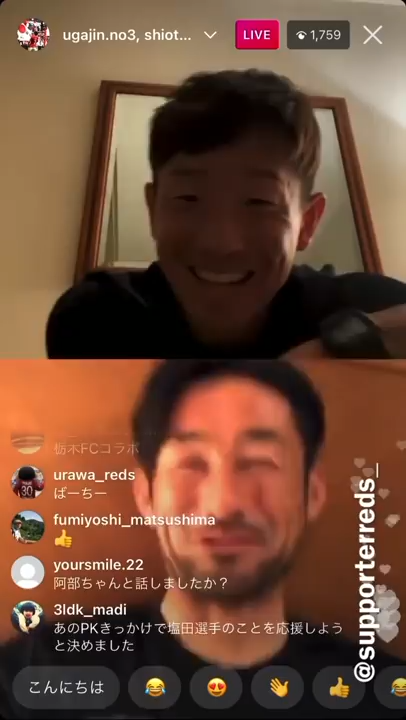 ugajin.no3, shiot...
LIVE
1,759
栃木FCコラボ
urawa_reds
ばーちー
fumiyoshi_matsushima
👍
yoursmile.22
阿部ちゃんと話しましたか？
3ldk_madi
あのPKきっかけで塩田選手のことを応援しよう
と決めました
@supporterreds_
こんにちは